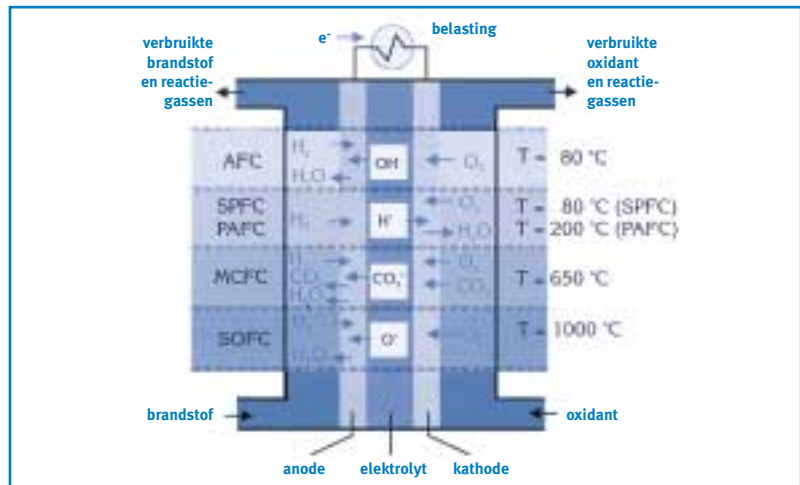 e-
belasting
verbruikte
brandstof
en reactie-
gassen
verbruikte
oxidant
en reactie-
gassen
AFC
H₂
H₂O
OH
O₂
T = 80 °C
SPFC
PAFC
H₂
H⁺
O₂
H₂O
T = 80 °C (SPFC)
T = 200 °C (PAFC)
MCFC
H₂
CO₂
H₂O
CO₃
O₂
CO₂
T = 650 °C
SOFC
H₂
H₂O
T = 1000 °C
brandstof
oxidant
anode
elektrolyt
kathode